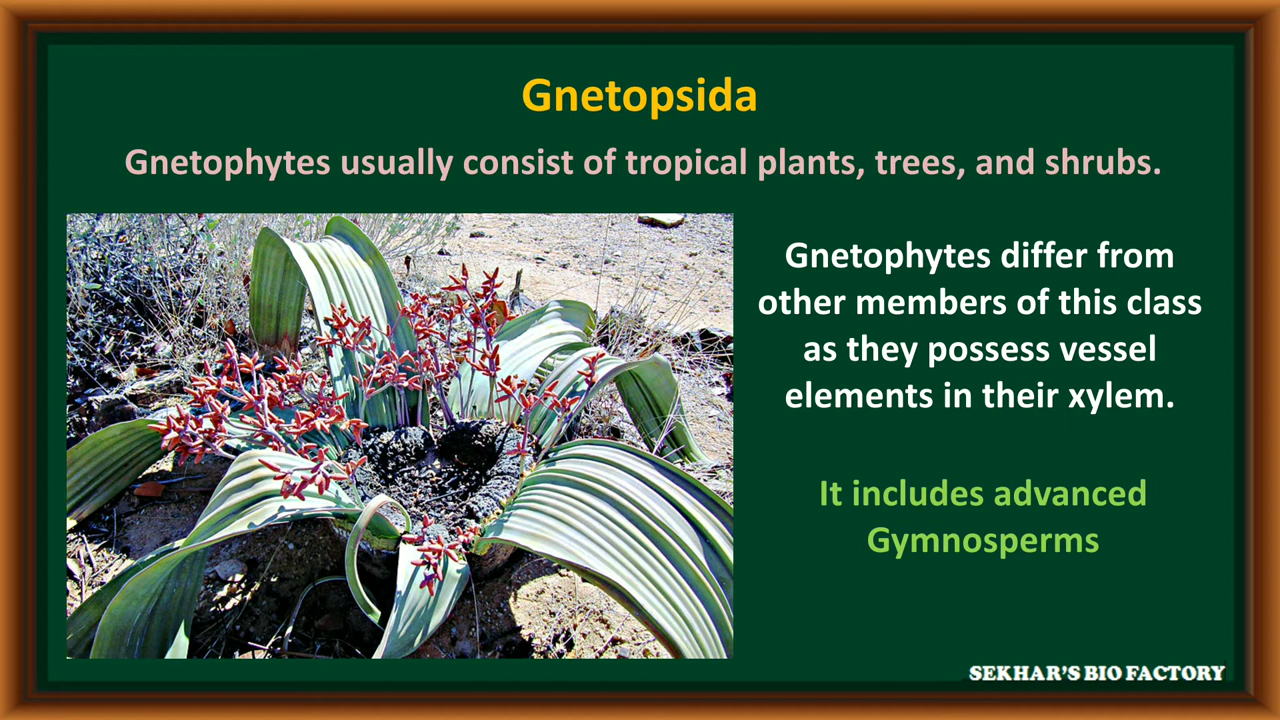 Gnetopsida
Gnetophytes usually consist of tropical plants, trees, and shrubs.
Gnetophytes differ from
other members of this class
as they possess vessel
elements in their xylem.
It includes advanced
Gymnosperms
SEKHAR'S BIO FACTORY